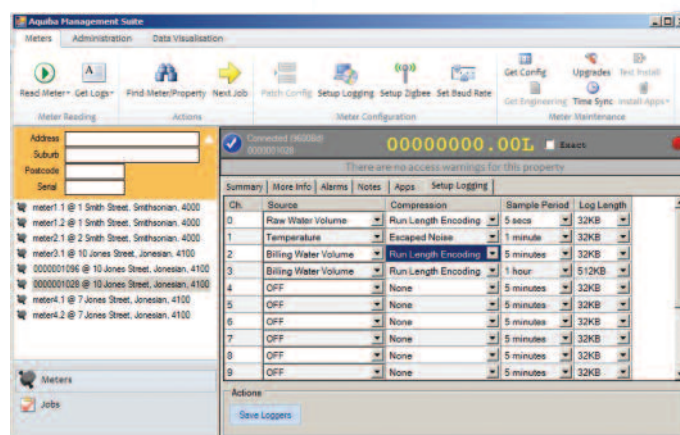 Aquiba Management Suite
Meters Administration Data Visualisation
Read Meter Get Logs Find Meter/Property Next Job Patch Config Setup Logging Setup Zigbee Set Baud Rate Get Config Upgrades Test Install
Get Engineering Time Sync Install Apps
Meter Reading Actions Meter Configuration Meter Maintenance
Address
Suburb
Postcode
Serial
Connected
0000001028
00000000.00L Exact
There are no access warnings for this property
Summary More Info Alarms Notes Apps Setup Logging
Ch. Source Compression Sample Period Log Length
0 Raw Water Volume Run Length Encoding 5 secs 32KB
1 Temperature Escaped Noise 1 minute 32KB
2 Billing Water Volume Run Length Encoding 5 minutes 32KB
3 Billing Water Volume Run Length Encoding 1 hour 512KB
4 OFF None 5 minutes 32KB
5 OFF None 5 minutes 32KB
6 OFF None 5 minutes 32KB
7 OFF None 5 minutes 32KB
8 OFF None 5 minutes 32KB
9 OFF None 5 minutes 32KB
meter1.1 @ 1 Smith Street, Smithsonian, 4000
meter1.2 @ 1 Smith Street, Smithsonian, 4000
meter2.1 @ 2 Smith Street, Smithsonian, 4000
meter3.1 @ 10 Jones Street, Jonesian, 4100
0000001096 @ 10 Jones Street, Jonesian, 4100
0000001028 @ 10 Jones Street, Jonesian, 4100
meter4.1 @ 7 Jones Street, Jonesian, 4100
meter4.2 @ 7 Jones Street, Jonesian, 4100
Meters
Jobs
Actions
Save Loggers